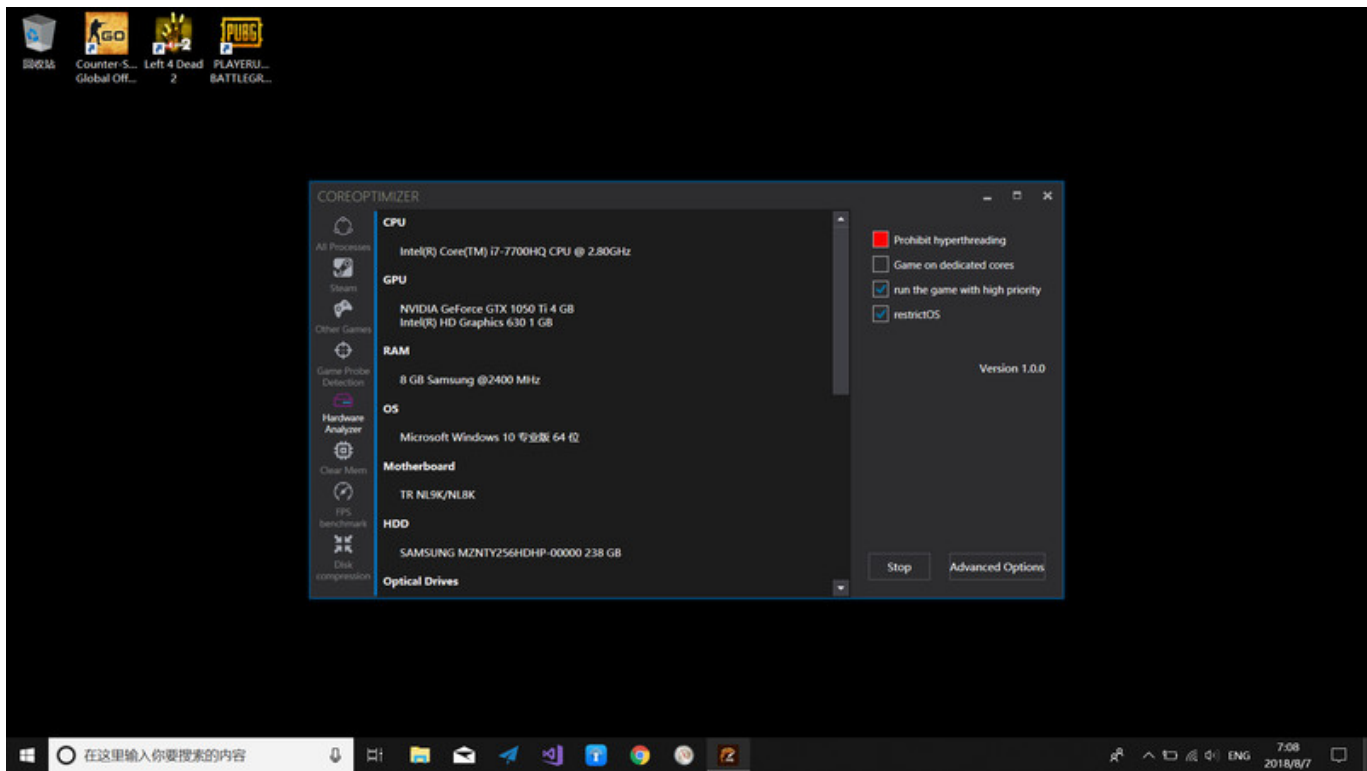 回收站
Counter-S...
Global Off...
Left 4 Dead
2
PLAYERU...
BATTLEGR...
GO
2
PUBG
COREOPTIMIZER
All Processes
Steam
Other Games
Game Probe
Detection
Hardware
Analyzer
Clear Mem
FPS
benchmark
Disk
compression
CPU
Intel(R) Core(TM) i7-7700HQ CPU @ 2.80GHz
GPU
NVIDIA GeForce GTX 1050 Ti 4 GB
Intel(R) HD Graphics 630 1 GB
RAM
8 GB Samsung @2400 MHz
OS
Microsoft Windows 10 专业版 64 位
Motherboard
TR NL9K/NL8K
HDD
SAMSUNG MZNTY256HDHP-00000 238 GB
Optical Drives
Prohibit hyperthreading
Game on dedicated cores
run the game with high priority
restrictOS
Version 1.0.0
Stop
Advanced Options
在这里输入你要搜索的内容
ENG
7:08
2018/8/7